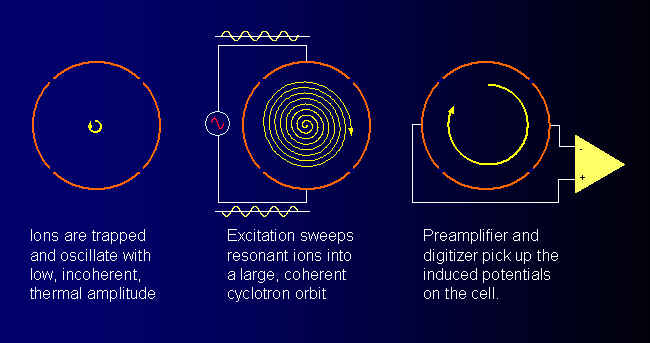 -
+
Ions are trapped
and oscillate with
low, incoherent,
thermal amplitude
Excitation sweeps
resonant ions into
a large, coherent
cyclotron orbit
Preamplifier and
digitizer pick up the
induced potentials
on the cell.